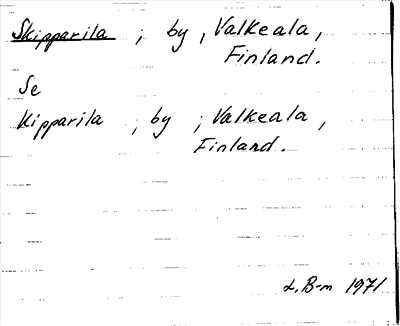 Skipparila ; by , Valkeala,
Finland.
Se
Kipparila ; by ; Valkeala,
Finland.
L. B-m 1971